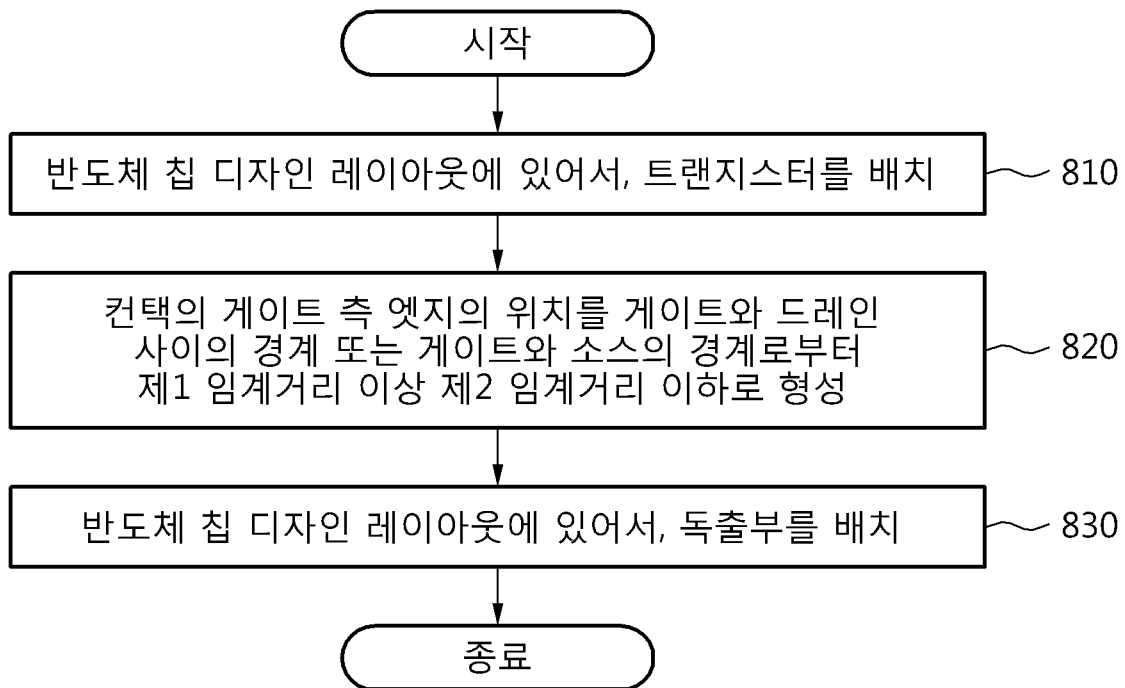 시작
반도체 칩 디자인 레이아웃에 있어서, 트랜지스터를 배치
810
컨택의 게이트 측 엣지의 위치를 게이트와 드레인
사이의 경계 또는 게이트와 소스의 경계로부터
제1 임계거리 이상 제2 임계거리 이하로 형성
820
반도체 칩 디자인 레이아웃에 있어서, 독출부를 배치
830
종료